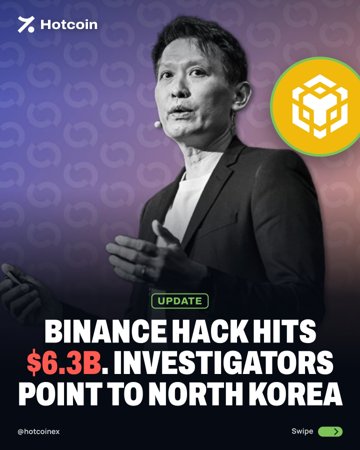 Hotcoin
UPDATE
BINANCE HACK HITS
$6.3B. INVESTIGATORS
POINT TO NORTH KOREA
@hotcoinex
Swipe